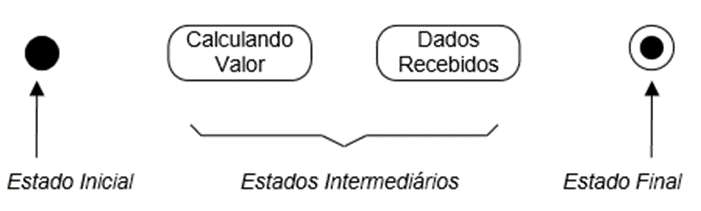 Calculando
Valor
Dados
Recebidos
Estado Inicial
Estados Intermediários
Estado Final